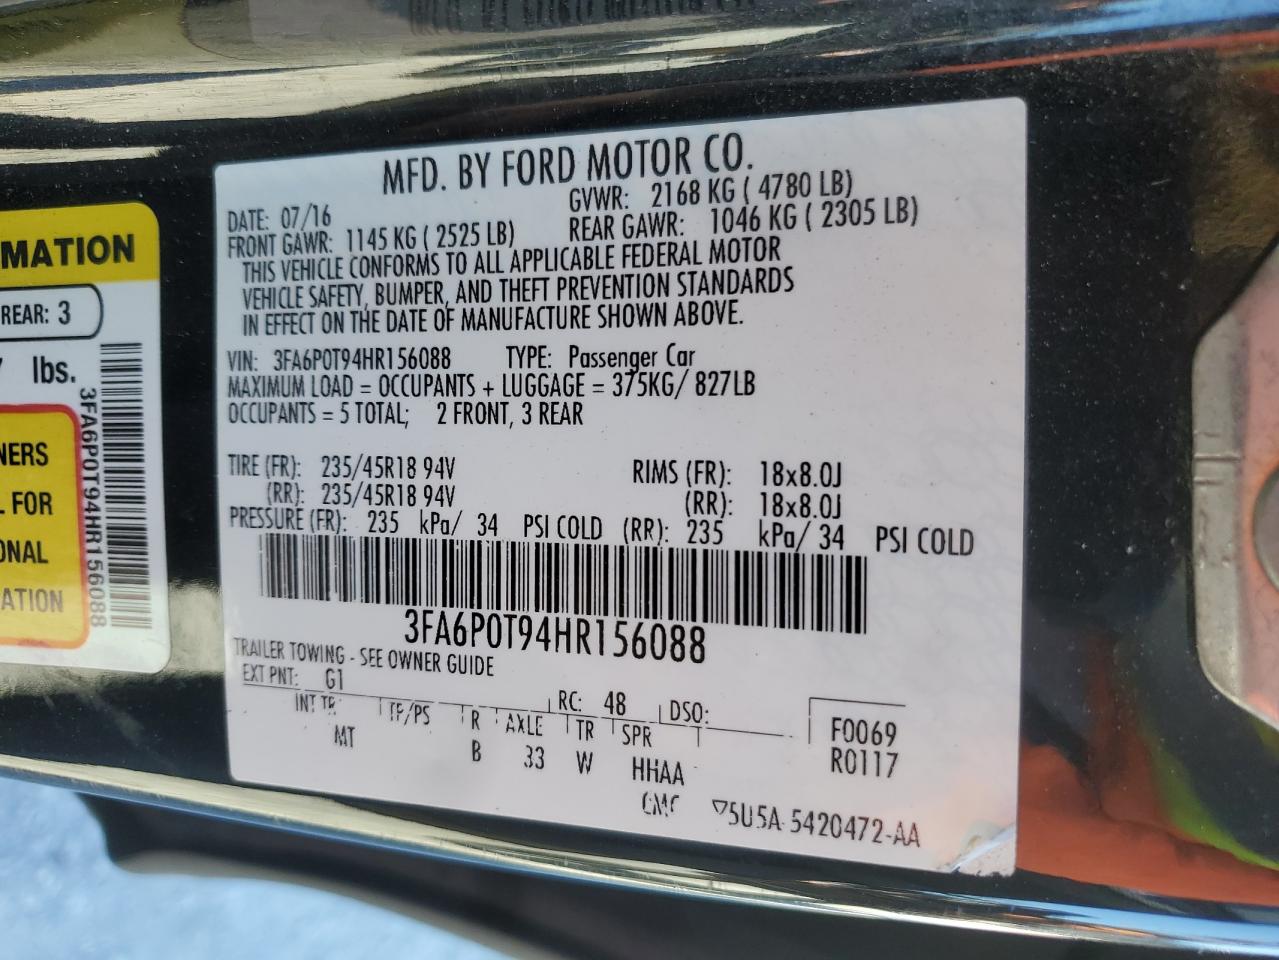 MFD. BY FORD MOTOR CO.
DATE: 07/16 GVWR: 2168 KG ( 4780 LB)
FRONT GAWR: 1145 KG ( 2525 LB) REAR GAWR: 1046 KG ( 2305 LB)
THIS VEHICLE CONFORMS TO ALL APPLICABLE FEDERAL MOTOR
VEHICLE SAFETY, BUMPER, AND THEFT PREVENTION STANDARDS
IN EFFECT ON THE DATE OF MANUFACTURE SHOWN ABOVE.
VIN: 3FA6P0T94HR156088 TYPE: Passenger Car
MAXIMUM LOAD = OCCUPANTS + LUGGAGE = 375KG/ 827LB
OCCUPANTS = 5 TOTAL; 2 FRONT, 3 REAR
TIRE (FR): 235/45R18 94V RIMS (FR): 18x8.0J
(RR): 235/45R18 94V (RR): 18x8.0J
PRESSURE (FR): 235 kPa/ 34 PSI COLD (RR): 235 kPa/ 34 PSI COLD
3FA6P0T94HR156088
TRAILER TOWING - SEE OWNER GUIDE
EXT PNT: G1 RC: 48 DSO:
INT TR TP/PS R AXLE TR SPR F0069
MT B 33 W HHAA R0117
5U5A-5420472-AA
MATION
REAR: 3
lbs.
3FA6P0T94HR156088
NERS
L FOR
ONAL
ATION